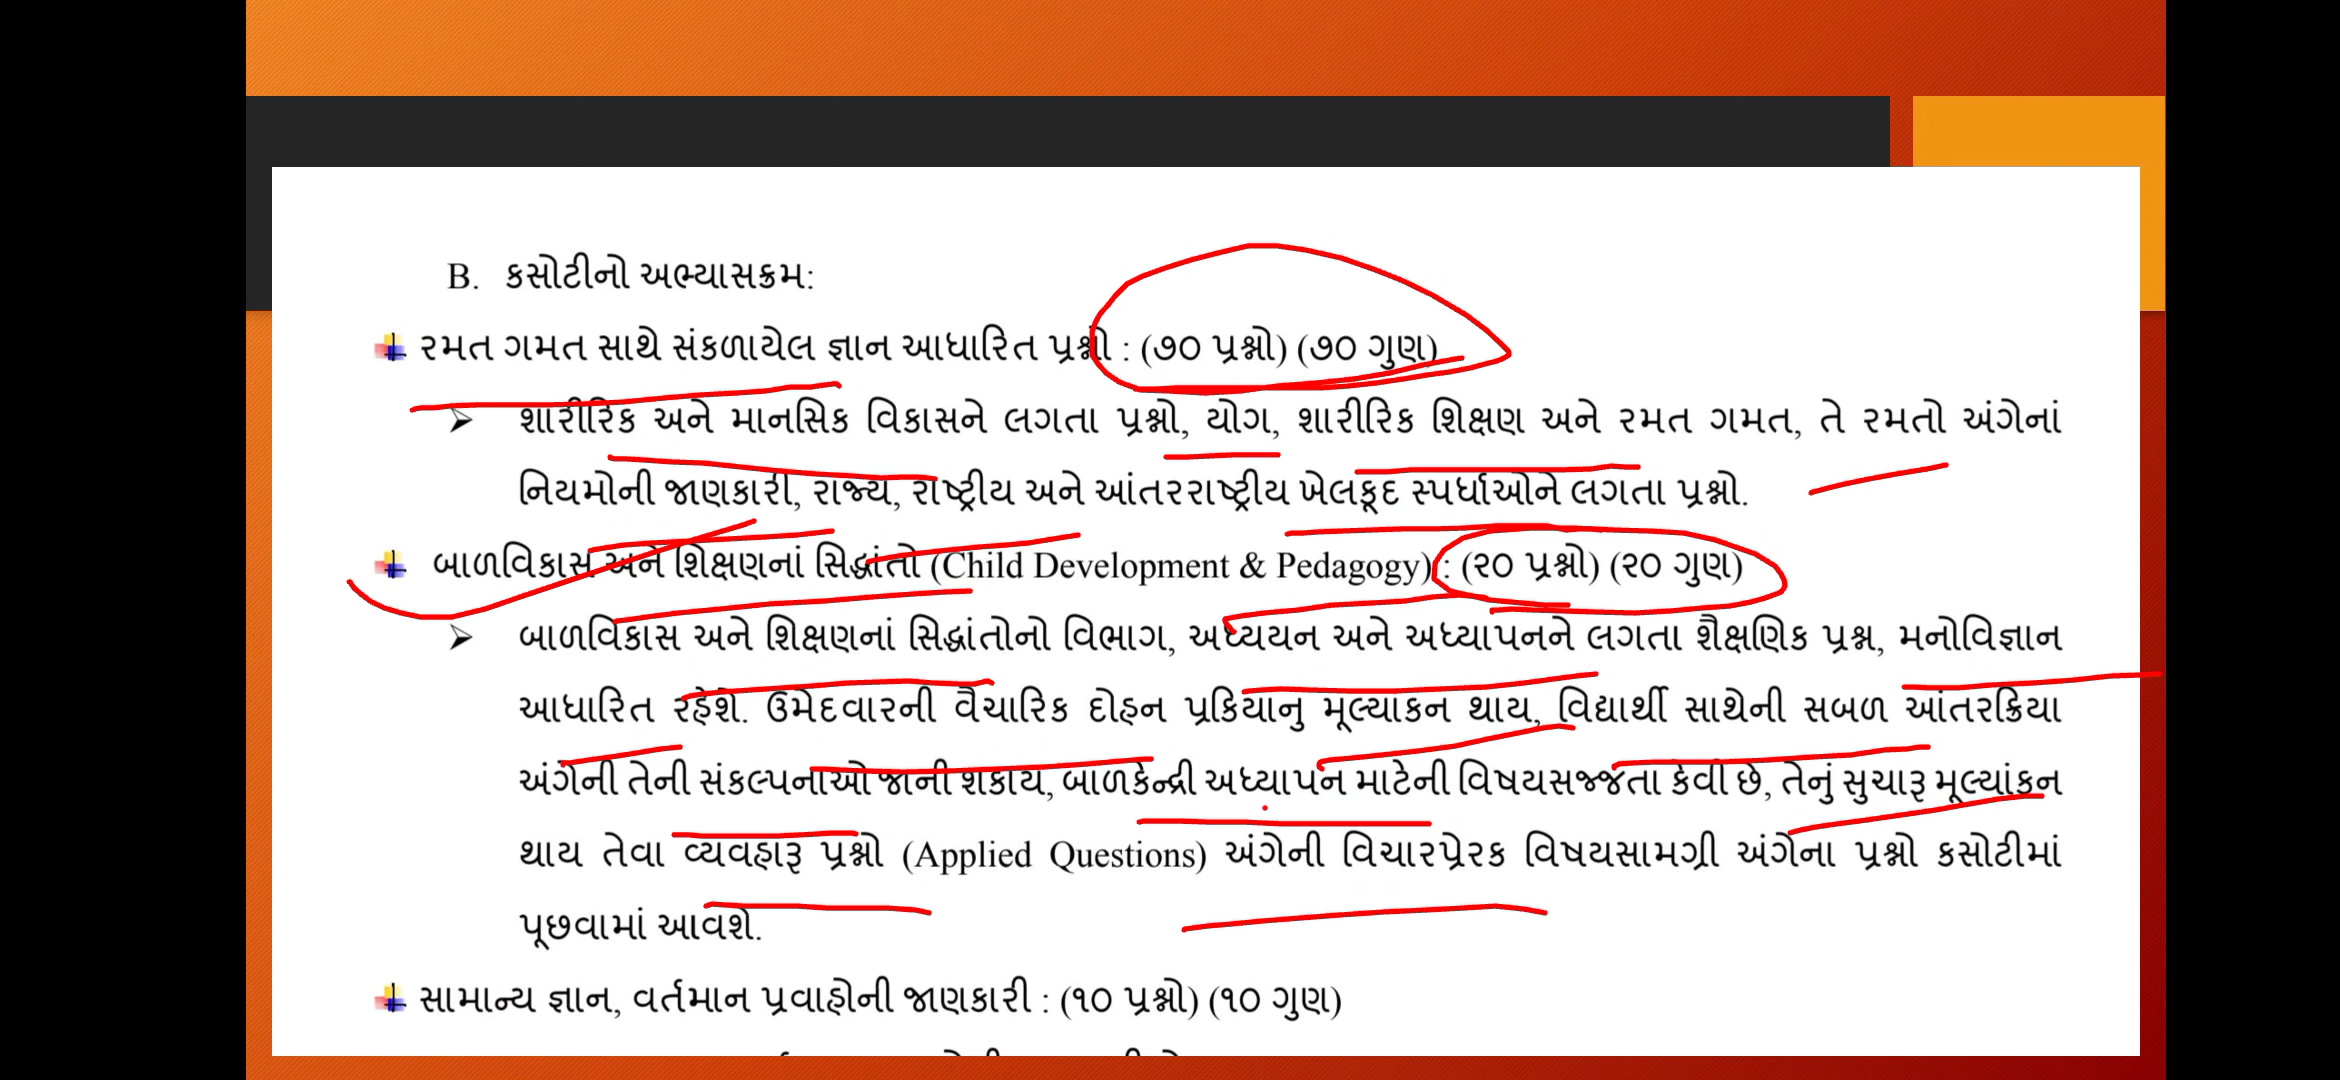 B. કસોટીનો અભ્યાસક્રમ:
રમત ગમત સાથે સંકળાયેલ જ્ઞાન આધારિત પ્રશ્નો : (૭૦ પ્રશ્નો) (૭૦ ગુણ)
શારીરિક અને માનસિક વિકાસને લગતા પ્રશ્નો, યોગ, શારીરિક શિક્ષણ અને રમત ગમત, તે રમતો અંગેનાં
નિયમોની જાણકારી, રાજ્ય, રાષ્ટ્રીય અને આંતરરાષ્ટ્રીય ખેલકૂદ સ્પર્ધાઓને લગતા પ્રશ્નો.
બાળવિકાસ અને શિક્ષણનાં સિદ્ધાંતો (Child Development & Pedagogy) : (૨૦ પ્રશ્નો) (૨૦ ગુણ)
બાળવિકાસ અને શિક્ષણનાં સિદ્ધાંતોનો વિભાગ, અધ્યયન અને અધ્યાપનને લગતા શૈક્ષણિક પ્રશ્ન, મનોવિજ્ઞાન
આધારિત રહેશે. ઉમેદવારની વૈચારિક દોહન પ્રકિયાનુ મૂલ્યાકન થાય, વિદ્યાર્થી સાથેની સબળ આંતરક્રિયા
અંગેની તેની સંકલ્પનાઓ જાની શકાય, બાળકેન્દ્રી અધ્યાપન માટેની વિષયસજ્જતા કેવી છે, તેનું સુચારૂ મૂલ્યાંકન
થાય તેવા વ્યવહારૂ પ્રશ્નો (Applied Questions) અંગેની વિચારપ્રેરક વિષયસામગ્રી અંગેના પ્રશ્નો કસોટીમાં
પૂછવામાં આવશે.
સામાન્ય જ્ઞાન, વર્તમાન પ્રવાહોની જાણકારી : (૧૦ પ્રશ્નો) (૧૦ ગુણ)